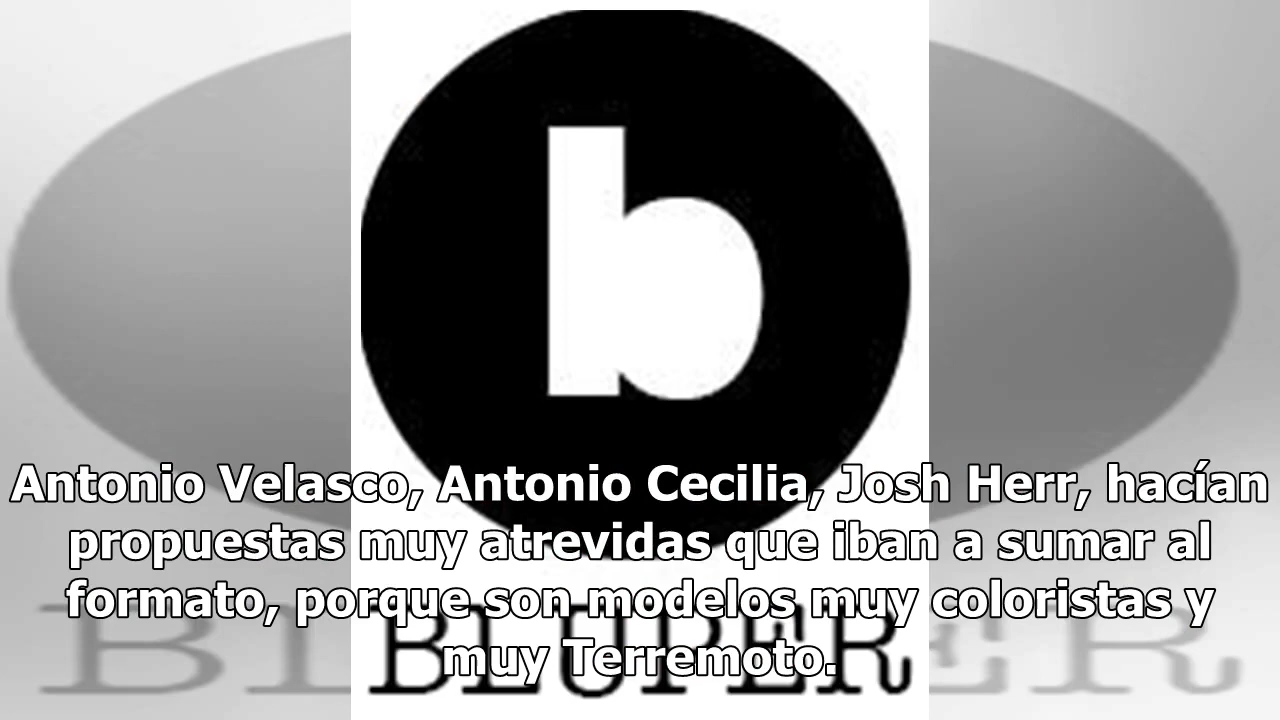 b
Antonio Velasco, Antonio Cecilia, Josh Herr, hacían
propuestas muy atrevidas que iban a sumar al
formato, porque son modelos muy coloristas y
muy Terremoto.
BLUPER